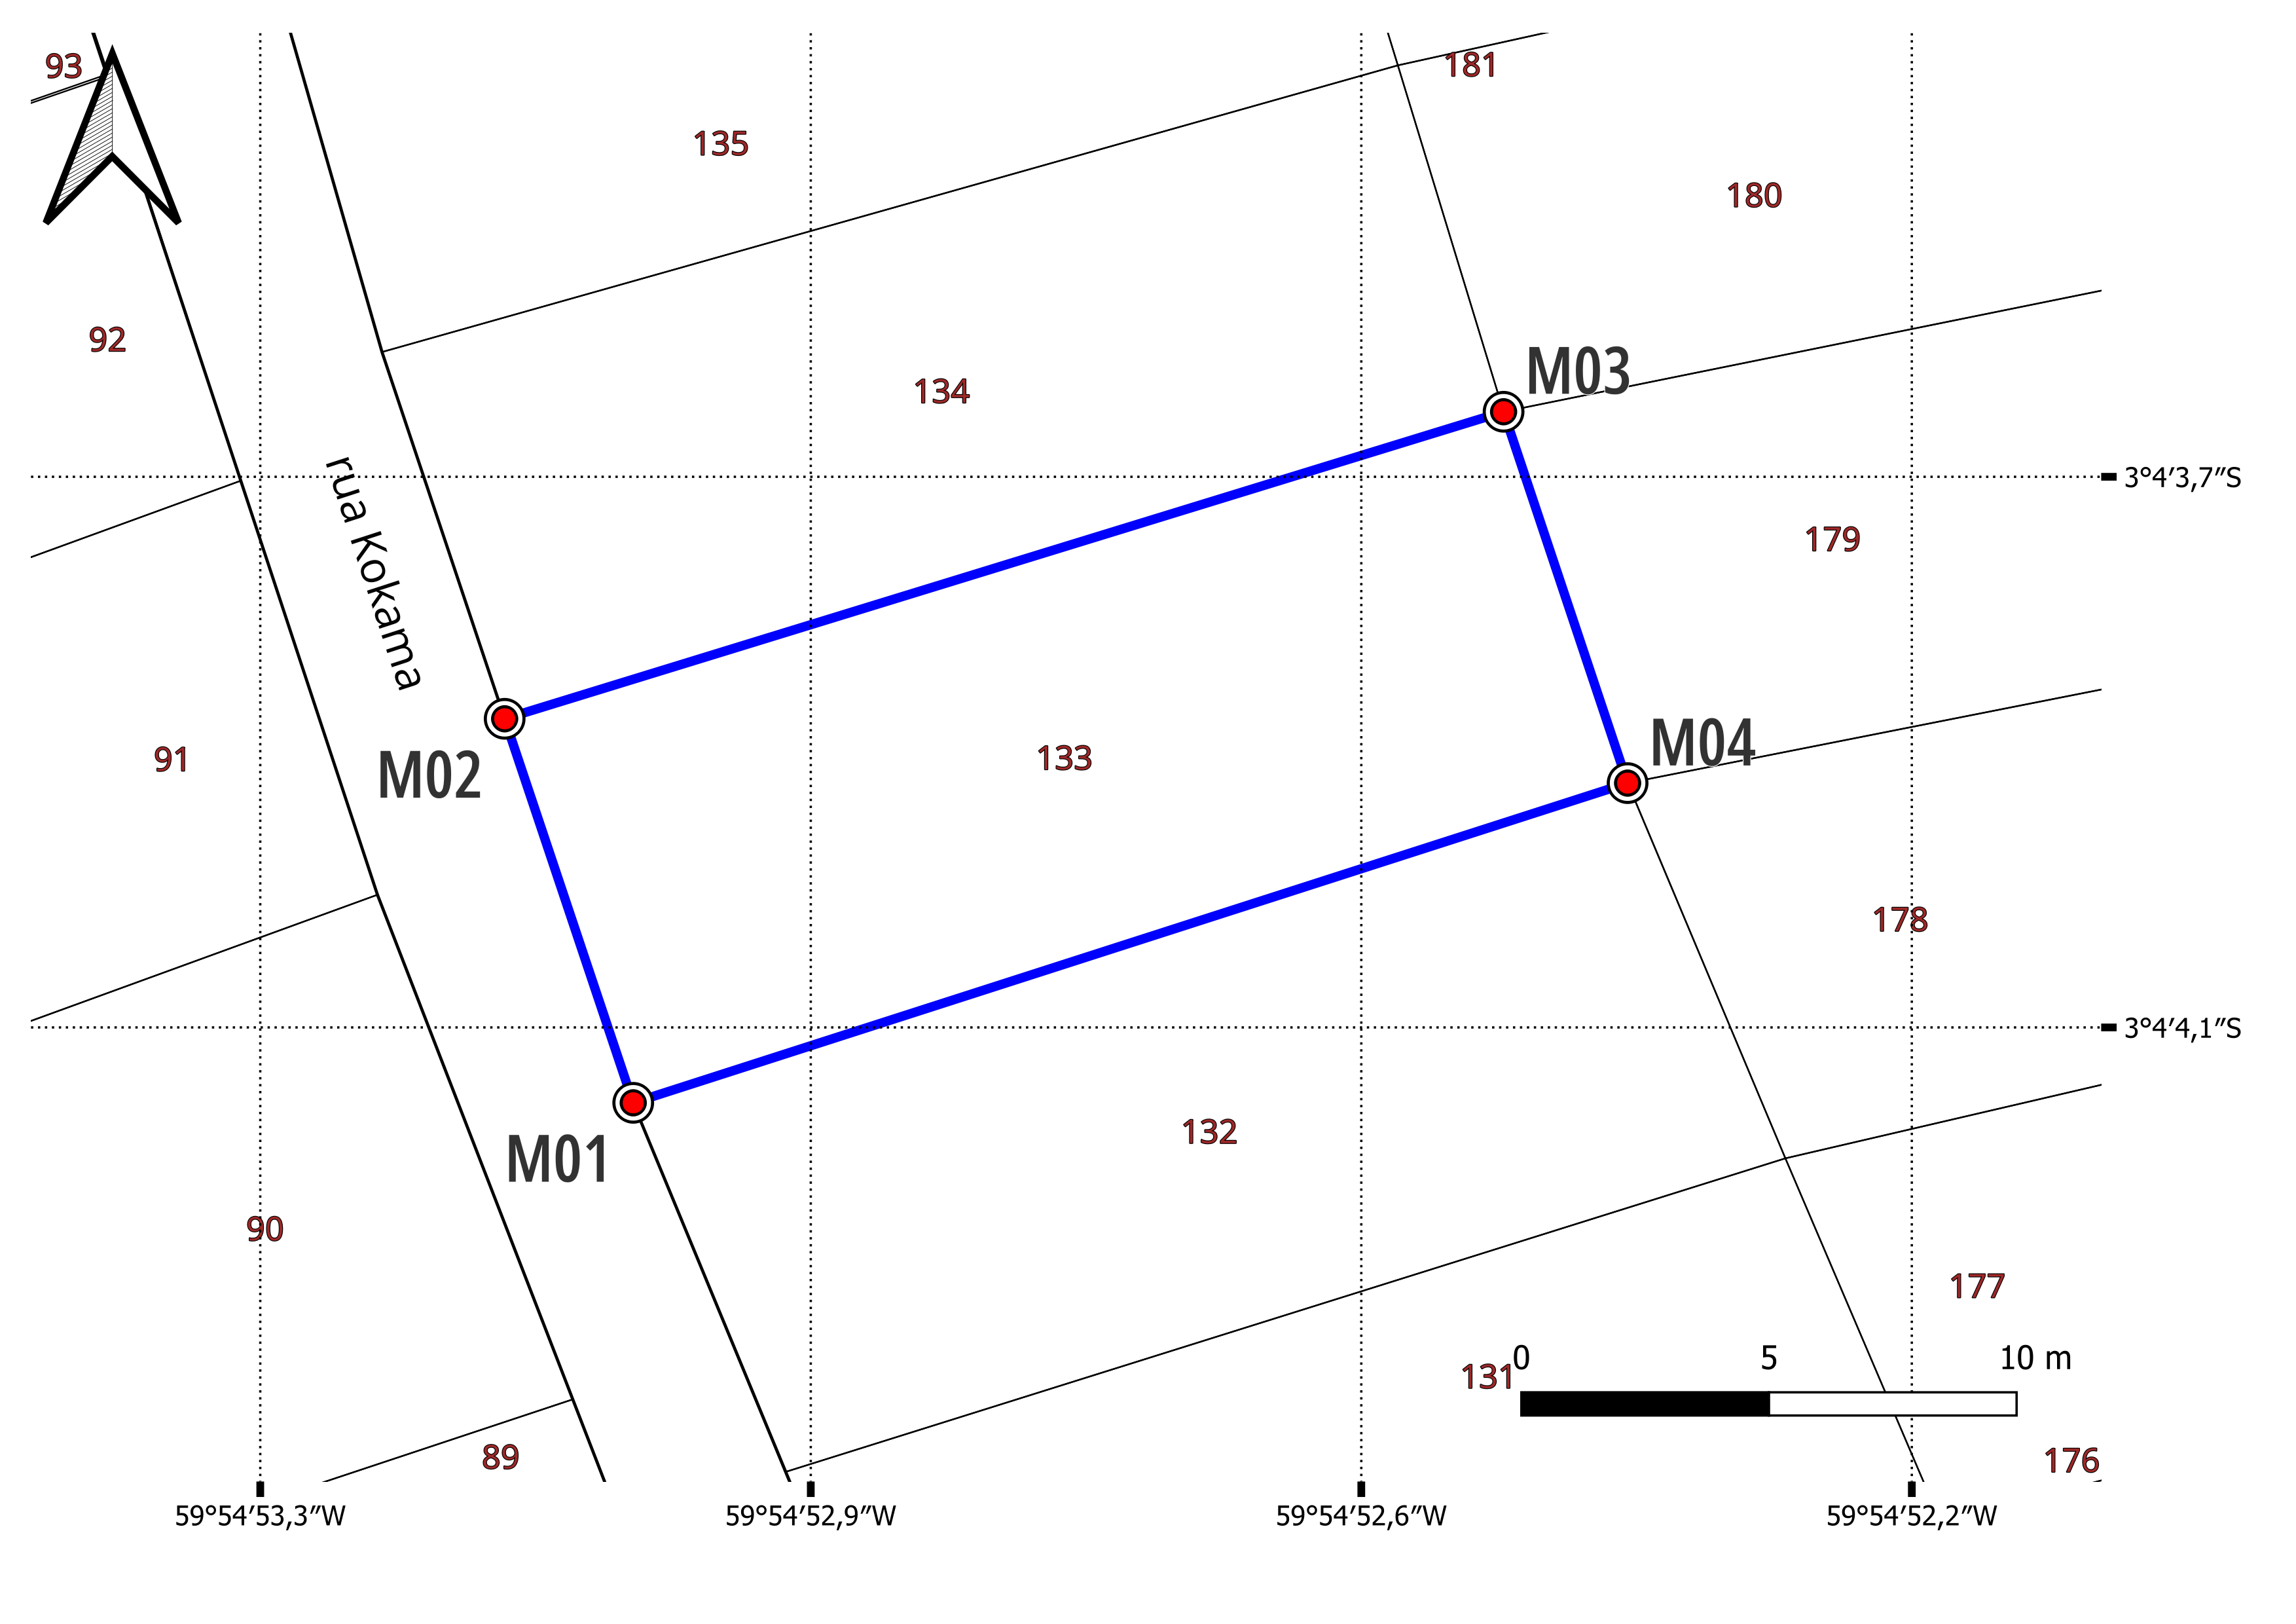 93
181
135
180
92
M03
134
rua Kokama
3°4′3,7″S
179
M04
133
91
M02
178
3°4′4,1″S
132
M01
90
177
0 5 10 m
131
89
176
59°54′53,3″W 59°54′52,9″W 59°54′52,6″W 59°54′52,2″W